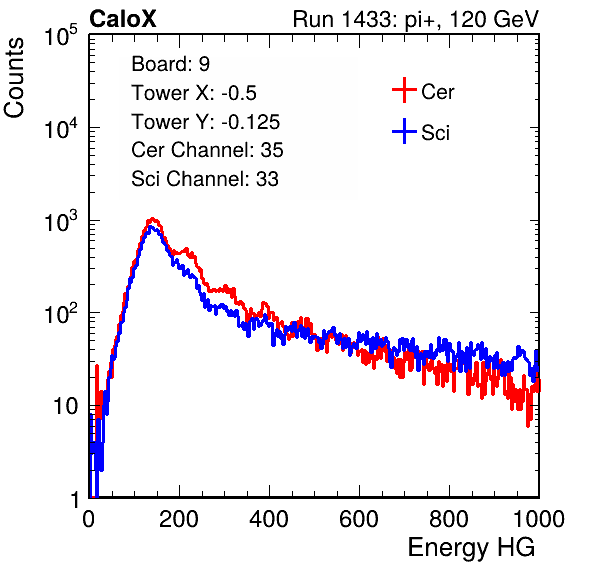 CaloX Run 1433: pi+, 120 GeV
Counts
Board: 9
Tower X: -0.5
Tower Y: -0.125
Cer Channel: 35
Sci Channel: 33
Cer
Sci
10^5
10^4
10^3
10^2
10
1
0 200 400 600 800 1000
Energy HG